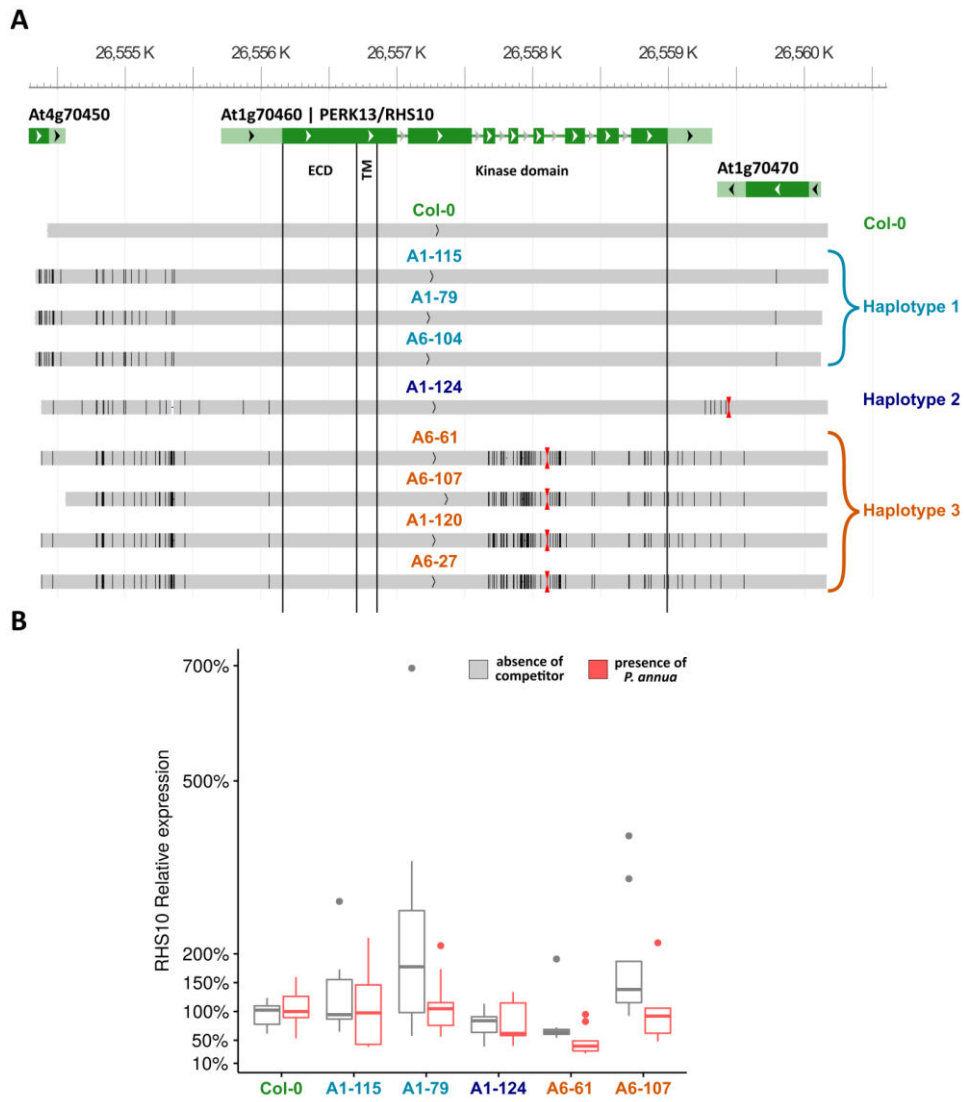 A
26,555 K 26,556 K 26,557 K 26,558 K 26,559 K 26,560 K
At4g70450 At1g70460 | PERK13/RHS10
At1g70470
ECD TM Kinase domain
Col-0 Col-0
A1-115
A1-79
Haplotype 1
A6-104
A1-124
Haplotype 2
A6-61
A6-107
Haplotype 3
A1-120
A6-27
B
absence of competitor
presence of P. annua
RHS10 Relative expression
700%
500%
200%
150%
100%
50%
10%
Col-0 A1-115 A1-79 A1-124 A6-61 A6-107